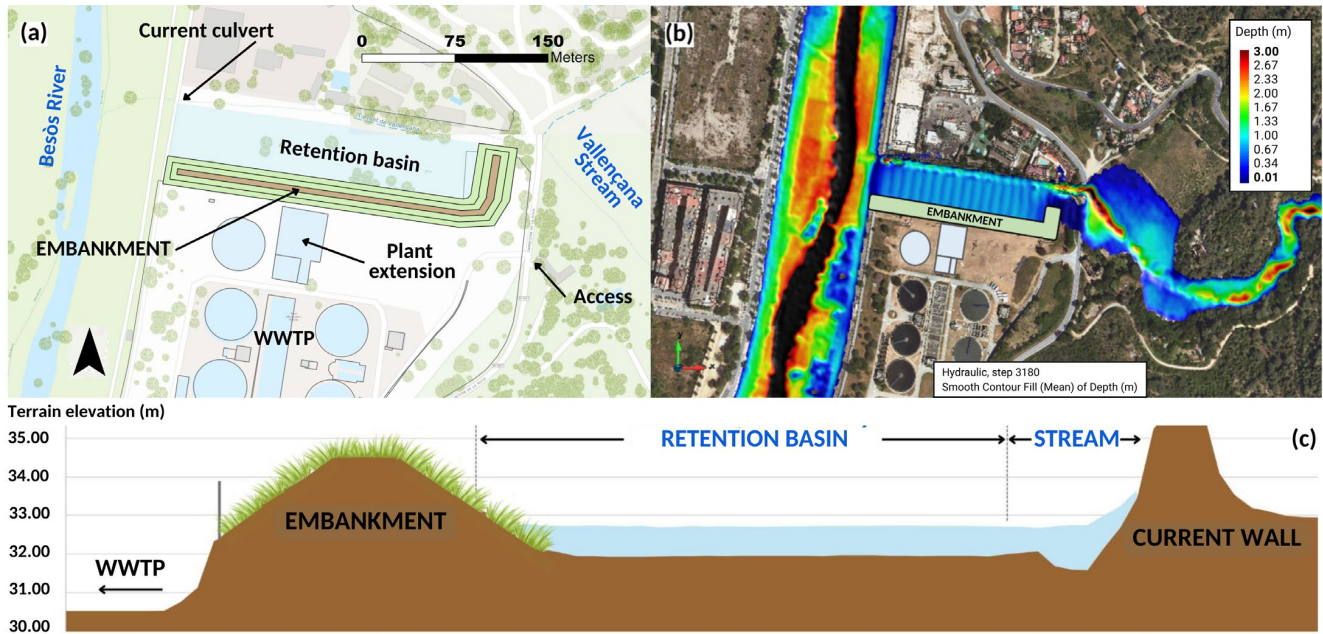 (a)
Current culvert
0 75 150
Meters
Besòs River
Retention basin
Vallençana
Stream
EMBANKMENT
Plant
extension
Access
WWTP
(b)
Depth (m)
3.00
2.67
2.33
2.00
1.67
1.33
1.00
0.67
0.34
0.01
EMBANKMENT
Hydraulic, step 3180
Smooth Contour Fill (Mean) of Depth (m)
Terrain elevation (m)
35.00
34.00
33.00
32.00
31.00
30.00
RETENTION BASIN
STREAM
(c)
EMBANKMENT
CURRENT WALL
WWTP